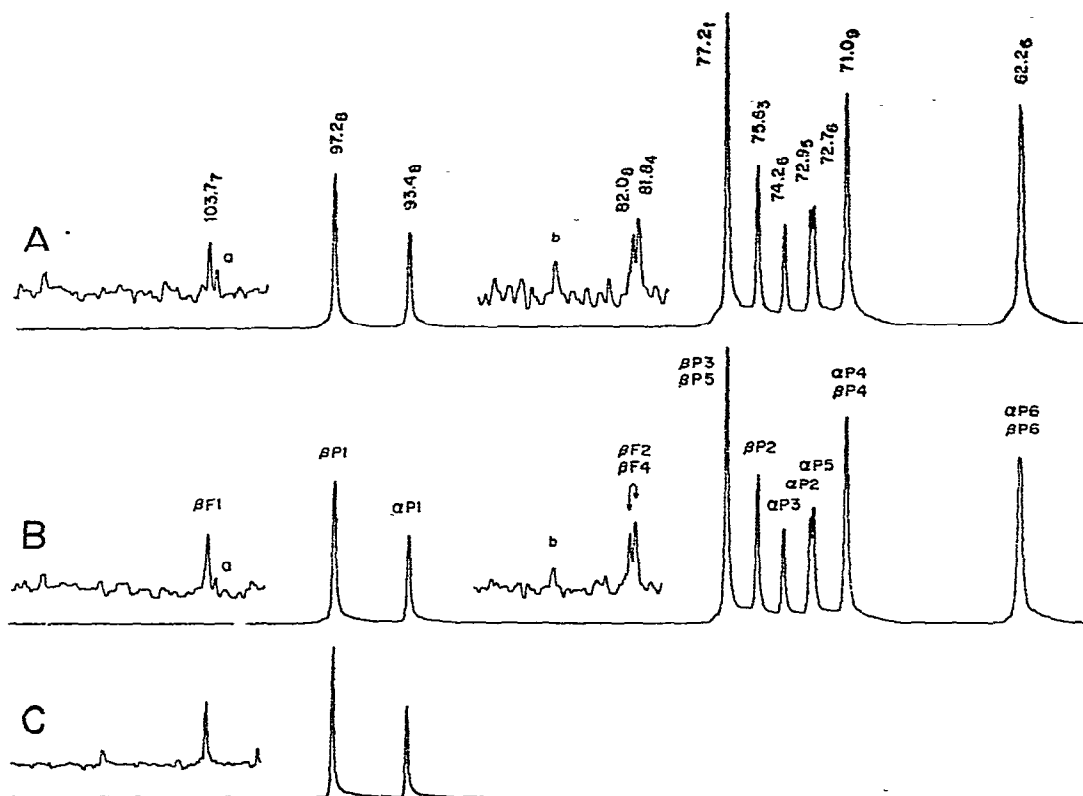 77.2₁
71.0₉
62.2₆
97.2₈
75.6₃
93.4₈
82.0₈
81.8₄
74.2₆
72.9₅
72.7₆
103.7₇
A
a
b
βP3
βP5
αP4
βP4
αP6
βP6
βP1
βF2
βF4
βP2
αP5
αP1
αP2
αP3
βF1
B
a
b
C